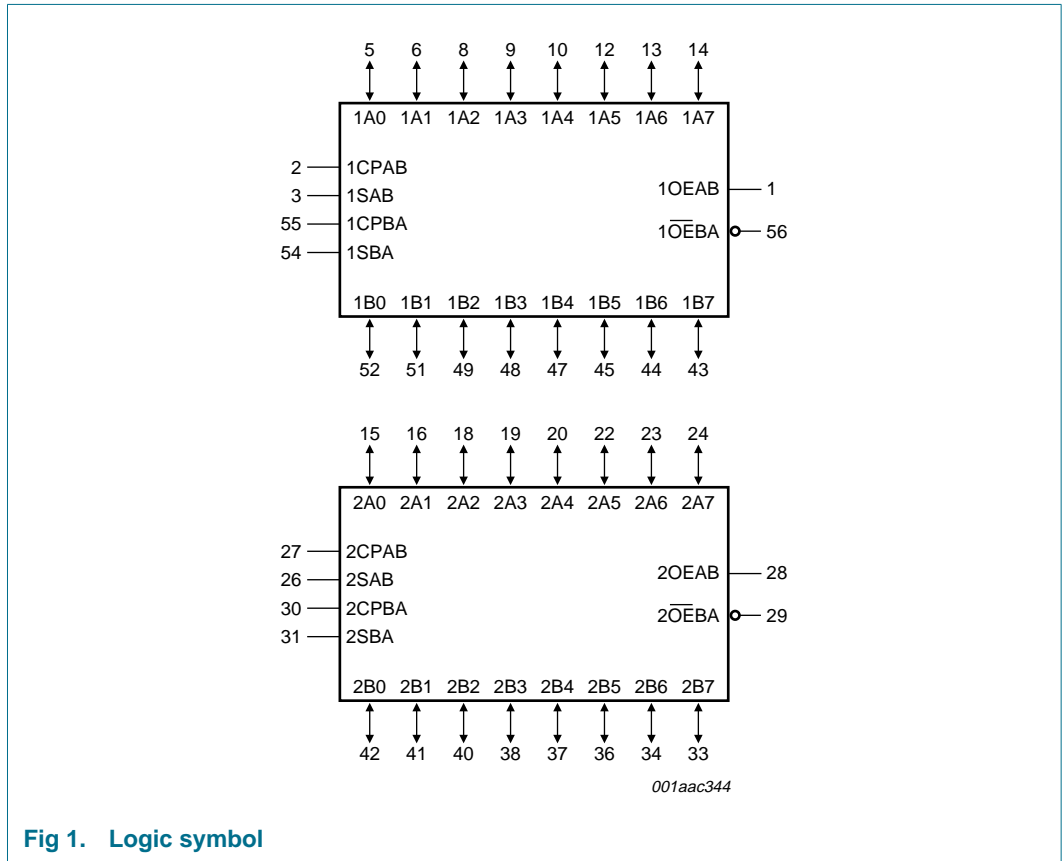 5 6 8 9 10 12 13 14
1A0 1A1 1A2 1A3 1A4 1A5 1A6 1A7
2 1CPAB
3 1SAB 1OEAB 1
55 1CPBA 1O̅E̅BA 56
54 1SBA
1B0 1B1 1B2 1B3 1B4 1B5 1B6 1B7
52 51 49 48 47 45 44 43
15 16 18 19 20 22 23 24
2A0 2A1 2A2 2A3 2A4 2A5 2A6 2A7
27 2CPAB
26 2SAB 2OEAB 28
30 2CPBA 2O̅E̅BA 29
31 2SBA
2B0 2B1 2B2 2B3 2B4 2B5 2B6 2B7
42 41 40 38 37 36 34 33
001aac344
Fig 1. Logic symbol